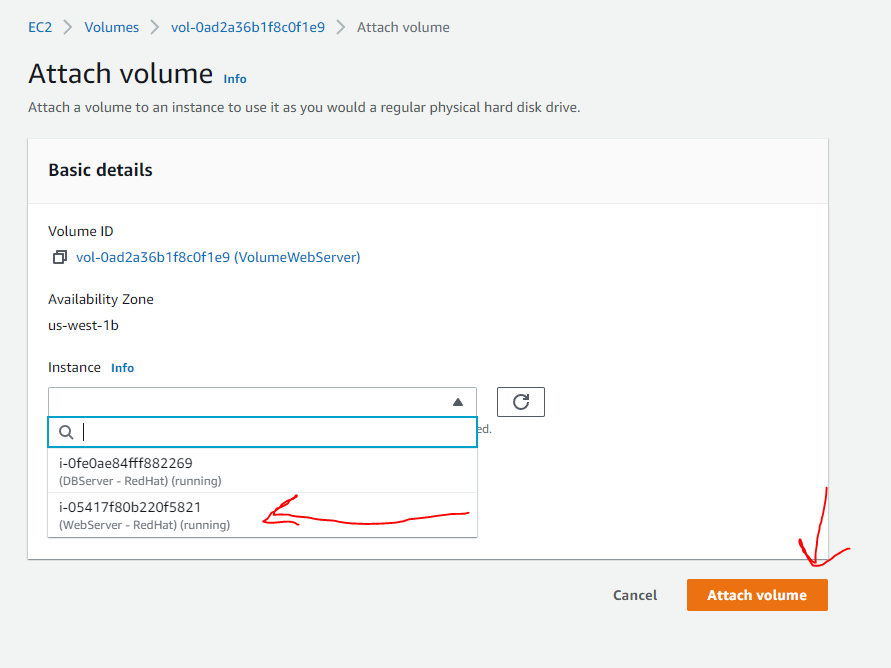 EC2 > Volumes > vol-0ad2a36b1f8c0f1e9 > Attach volume
Attach volume Info
Attach a volume to an instance to use it as you would a regular physical hard disk drive.
Basic details
Volume ID
vol-0ad2a36b1f8c0f1e9 (VolumeWebServer)
Availability Zone
us-west-1b
Instance Info
ed.
i-0fe0ae84fff882269
(DBServer - RedHat) (running)
i-05417f80b220f5821
(WebServer - RedHat) (running)
Cancel Attach volume